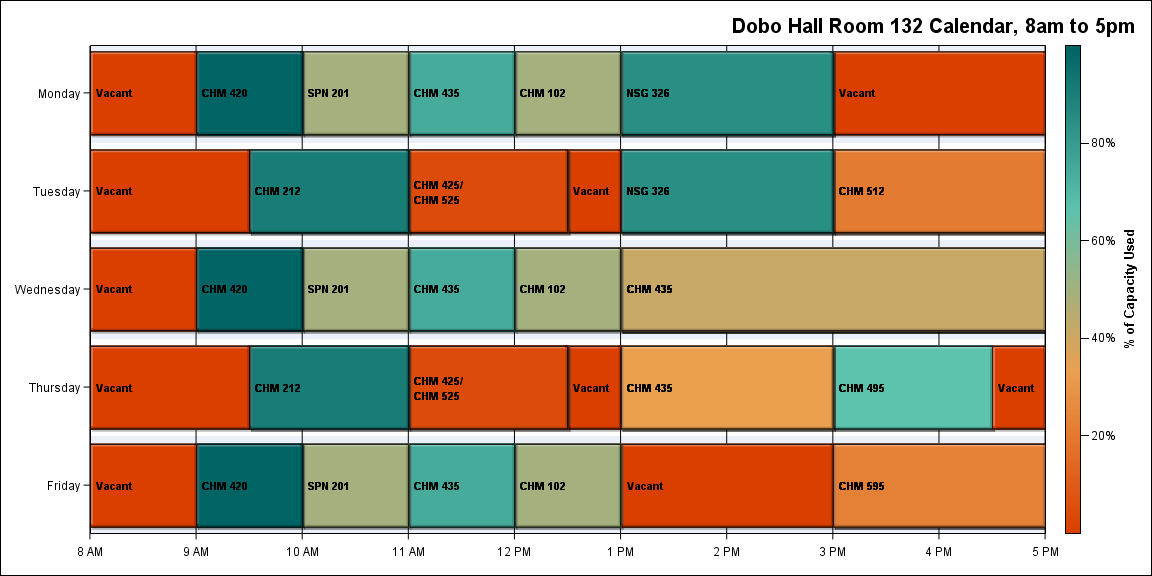 Dobo Hall Room 132 Calendar, 8am to 5pm
Monday
Vacant
CHM 420
SPN 201
CHM 435
CHM 102
NSG 326
Vacant
80%
Tuesday
Vacant
CHM 212
CHM 425/
CHM 525
Vacant
NSG 326
CHM 512
60%
Wednesday
Vacant
CHM 420
SPN 201
CHM 435
CHM 102
CHM 435
% of Capacity Used
40%
Thursday
Vacant
CHM 212
CHM 425/
CHM 525
Vacant
CHM 435
CHM 495
Vacant
20%
Friday
Vacant
CHM 420
SPN 201
CHM 435
CHM 102
Vacant
CHM 595
8 AM
9 AM
10 AM
11 AM
12 PM
1 PM
2 PM
3 PM
4 PM
5 PM